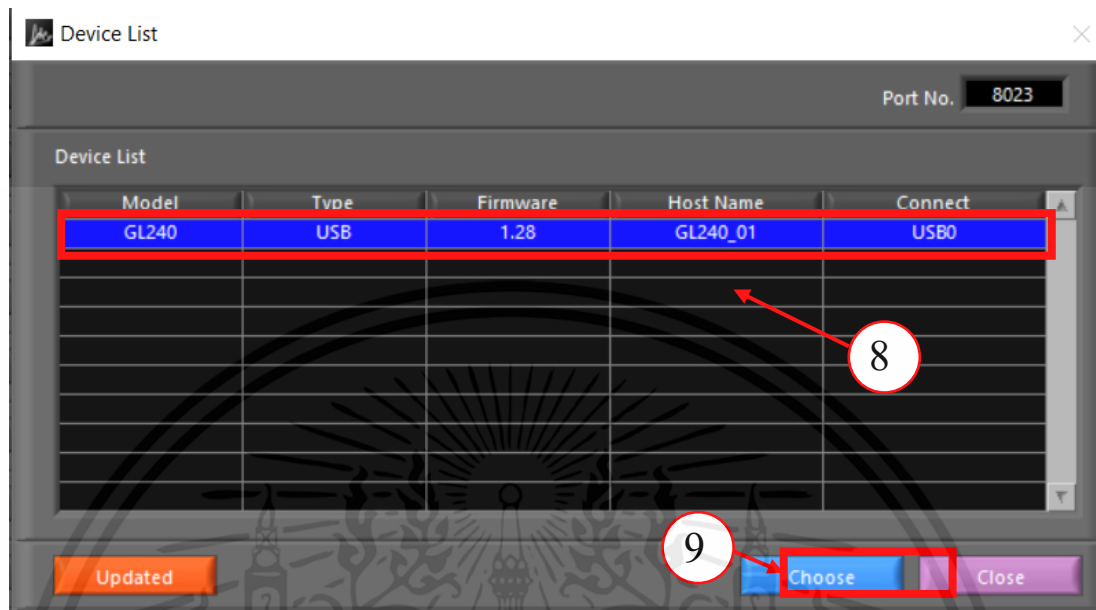 Device List
Port No. 8023
Device List
Model Type Firmware Host Name Connect
GL240 USB 1.28 GL240_01 USB0
8
9
Updated Choose Close